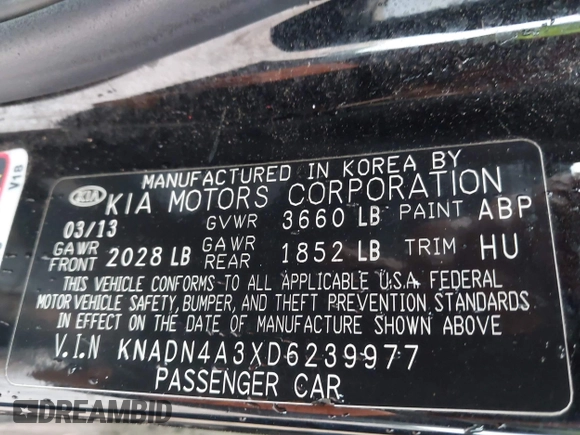 MANUFACTURED IN KOREA BY
KIA KIA MOTORS CORPORATION
03/13 GVWR 3660 LB PAINT ABP
GAWR FRONT 2028 LB GAWR REAR 1852 LB TRIM HU
THIS VEHICLE CONFORMS TO ALL APPLICABLE U.S.A. FEDERAL
MOTOR VEHICLE SAFETY, BUMPER, AND THEFT PREVENTION STANDARDS
IN EFFECT ON THE DATE OF MANUFACTURE SHOWN ABOVE
V.I.N KNADN4A3XD6239977
PASSENGER CAR
V18
DREAMBID